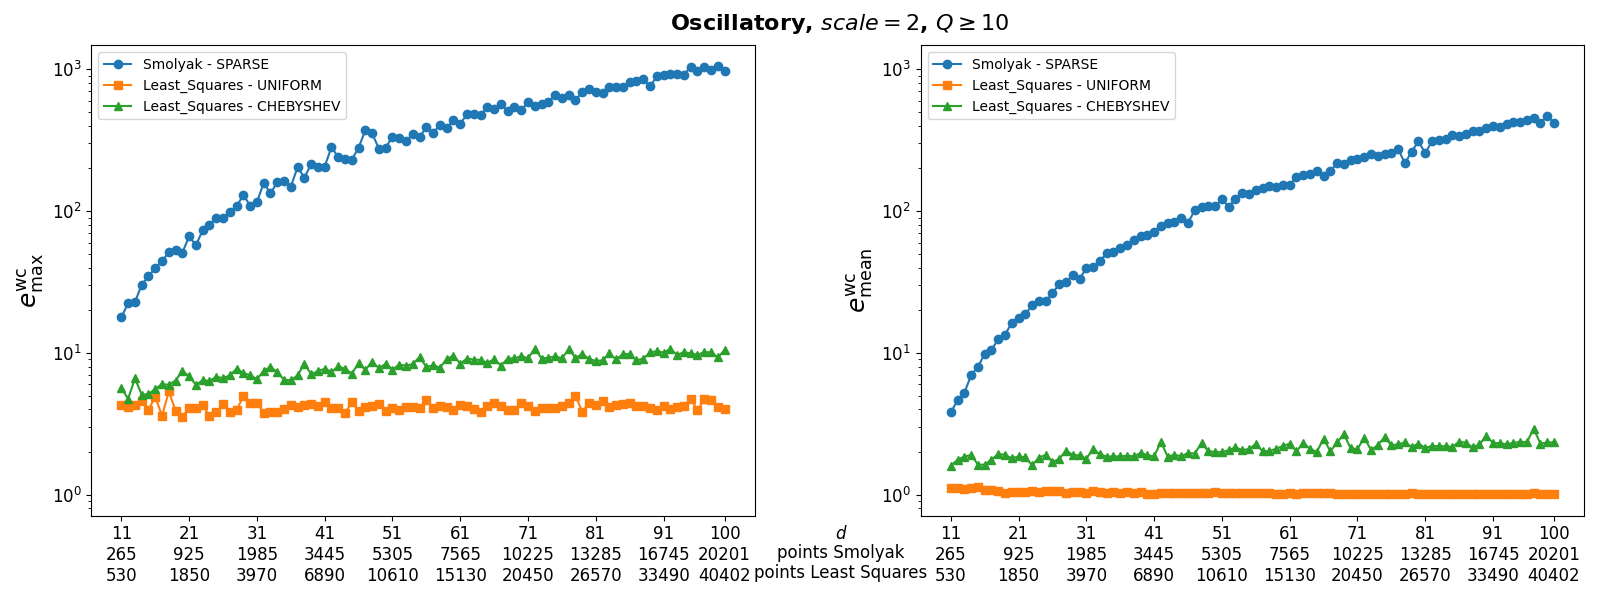 Oscillatory, scale = 2, Q ≥ 10
10³
10²
10¹
10⁰
e_max^wc
Smolyak - SPARSE
Least_Squares - UNIFORM
Least_Squares - CHEBYSHEV
11 21 31 41 51 61 71 81 91 100
265 925 1985 3445 5305 7565 10225 13285 16745 20201
530 1850 3970 6890 10610 15130 20450 26570 33490 40402
d
points Smolyak
points Least Squares
10³
10²
10¹
10⁰
e_mean^wc
Smolyak - SPARSE
Least_Squares - UNIFORM
Least_Squares - CHEBYSHEV
11 21 31 41 51 61 71 81 91 100
265 925 1985 3445 5305 7565 10225 13285 16745 20201
530 1850 3970 6890 10610 15130 20450 26570 33490 40402